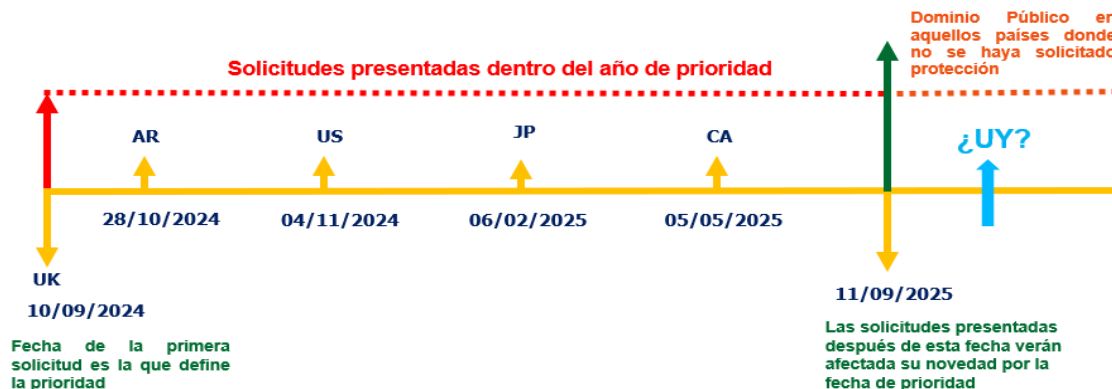 Dominio Público en
aquellos países donde
no se haya solicitado
protección
Solicitudes presentadas dentro del año de prioridad
AR
US
JP
CA
¿UY?
28/10/2024
04/11/2024
06/02/2025
05/05/2025
UK
10/09/2024
11/09/2025
Fecha de la primera
solicitud es la que define
la prioridad
Las solicitudes presentadas
después de esta fecha verán
afectada su novedad por la
fecha de prioridad